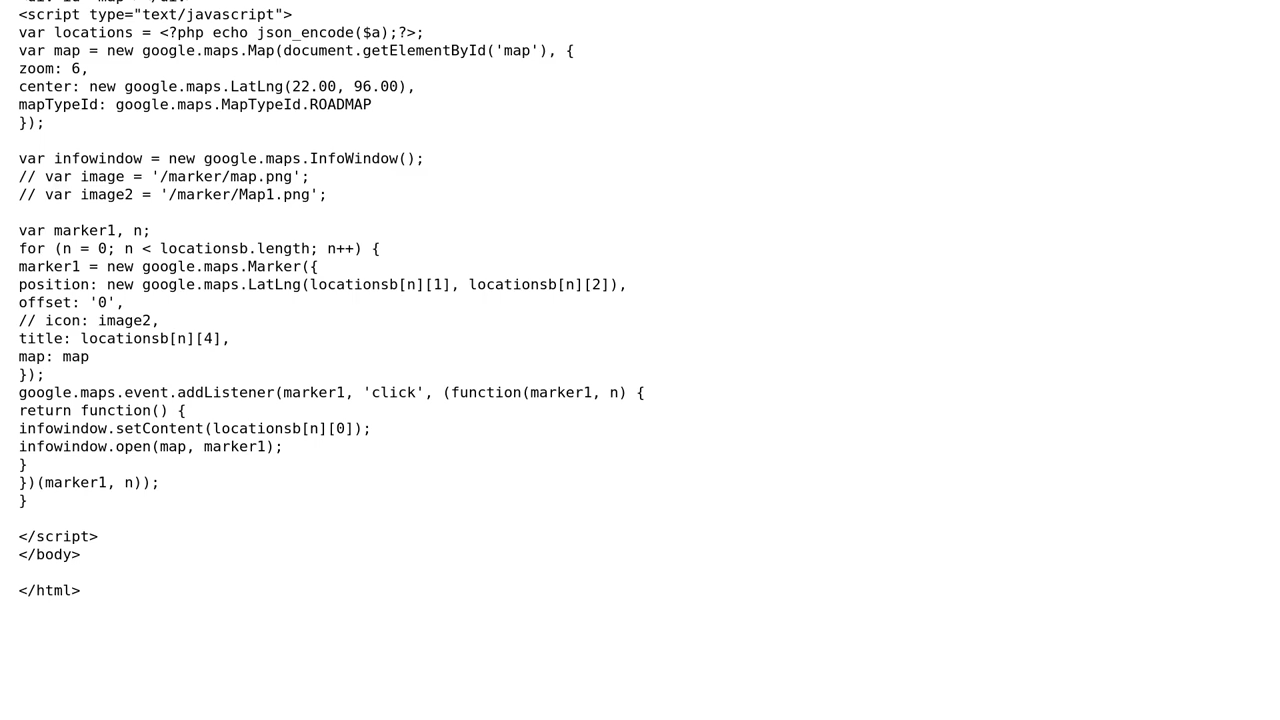 <script type="text/javascript">
var locations = <?php echo json_encode($a);?>;
var map = new google.maps.Map(document.getElementById('map'), {
zoom: 6,
center: new google.maps.LatLng(22.00, 96.00),
mapTypeId: google.maps.MapTypeId.ROADMAP
});
var infowindow = new google.maps.InfoWindow();
// var image = '/marker/map.png';
// var image2 = '/marker/Map1.png';
var marker1, n;
for (n = 0; n < locationsb.length; n++) {
marker1 = new google.maps.Marker({
position: new google.maps.LatLng(locationsb[n][1], locationsb[n][2]),
offset: '0',
// icon: image2,
title: locationsb[n][4],
map: map
});
google.maps.event.addListener(marker1, 'click', (function(marker1, n) {
return function() {
infowindow.setContent(locationsb[n][0]);
infowindow.open(map, marker1);
}
})(marker1, n));
}
</script>
</body>
</html>